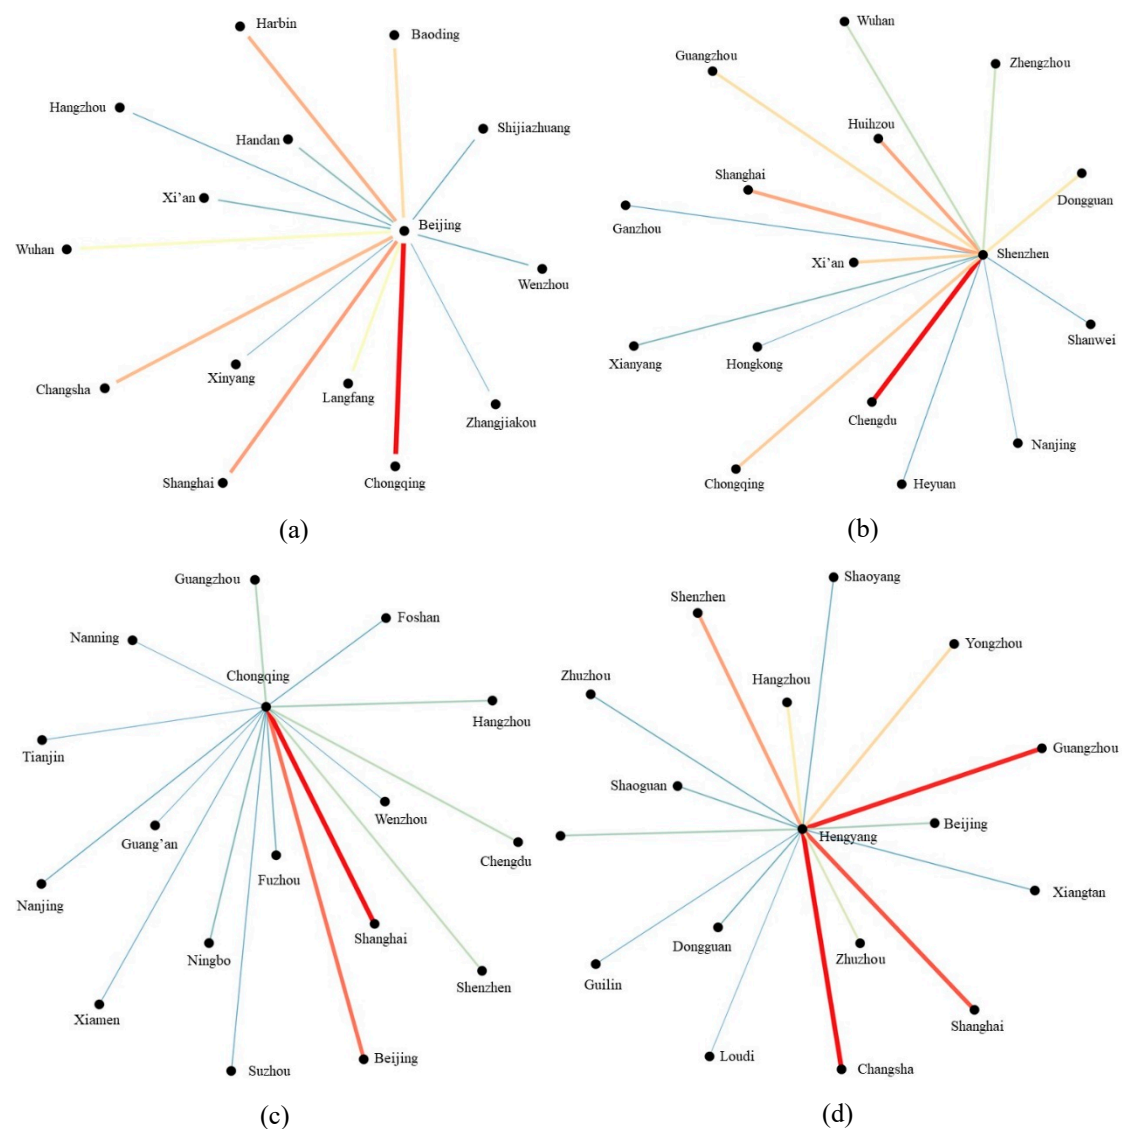 Harbin
Baoding
Hangzhou
Shijiazhuang
Handan
Xi’an
Beijing
Wuhan
Wenzhou
Xinyang
Changsha
Langfang
Zhangjiakou
Shanghai
Chongqing
(a)
Wuhan
Guangzhou
Zhengzhou
Huihzou
Shanghai
Dongguan
Ganzhou
Shenzhen
Xi’an
Shanwei
Xianyang
Hongkong
Chengdu
Nanjing
Chongqing
Heyuan
(b)
Guangzhou
Foshan
Nanning
Chongqing
Hangzhou
Tianjin
Wenzhou
Guang’an
Chengdu
Fuzhou
Nanjing
Shanghai
Ningbo
Shenzhen
Xiamen
Beijing
Suzhou
(c)
Shaoyang
Shenzhen
Yongzhou
Zhuzhou
Hangzhou
Guangzhou
Shaoguan
Beijing
Hengyang
Xiangtan
Dongguan
Zhuzhou
Guilin
Shanghai
Loudi
Changsha
(d)